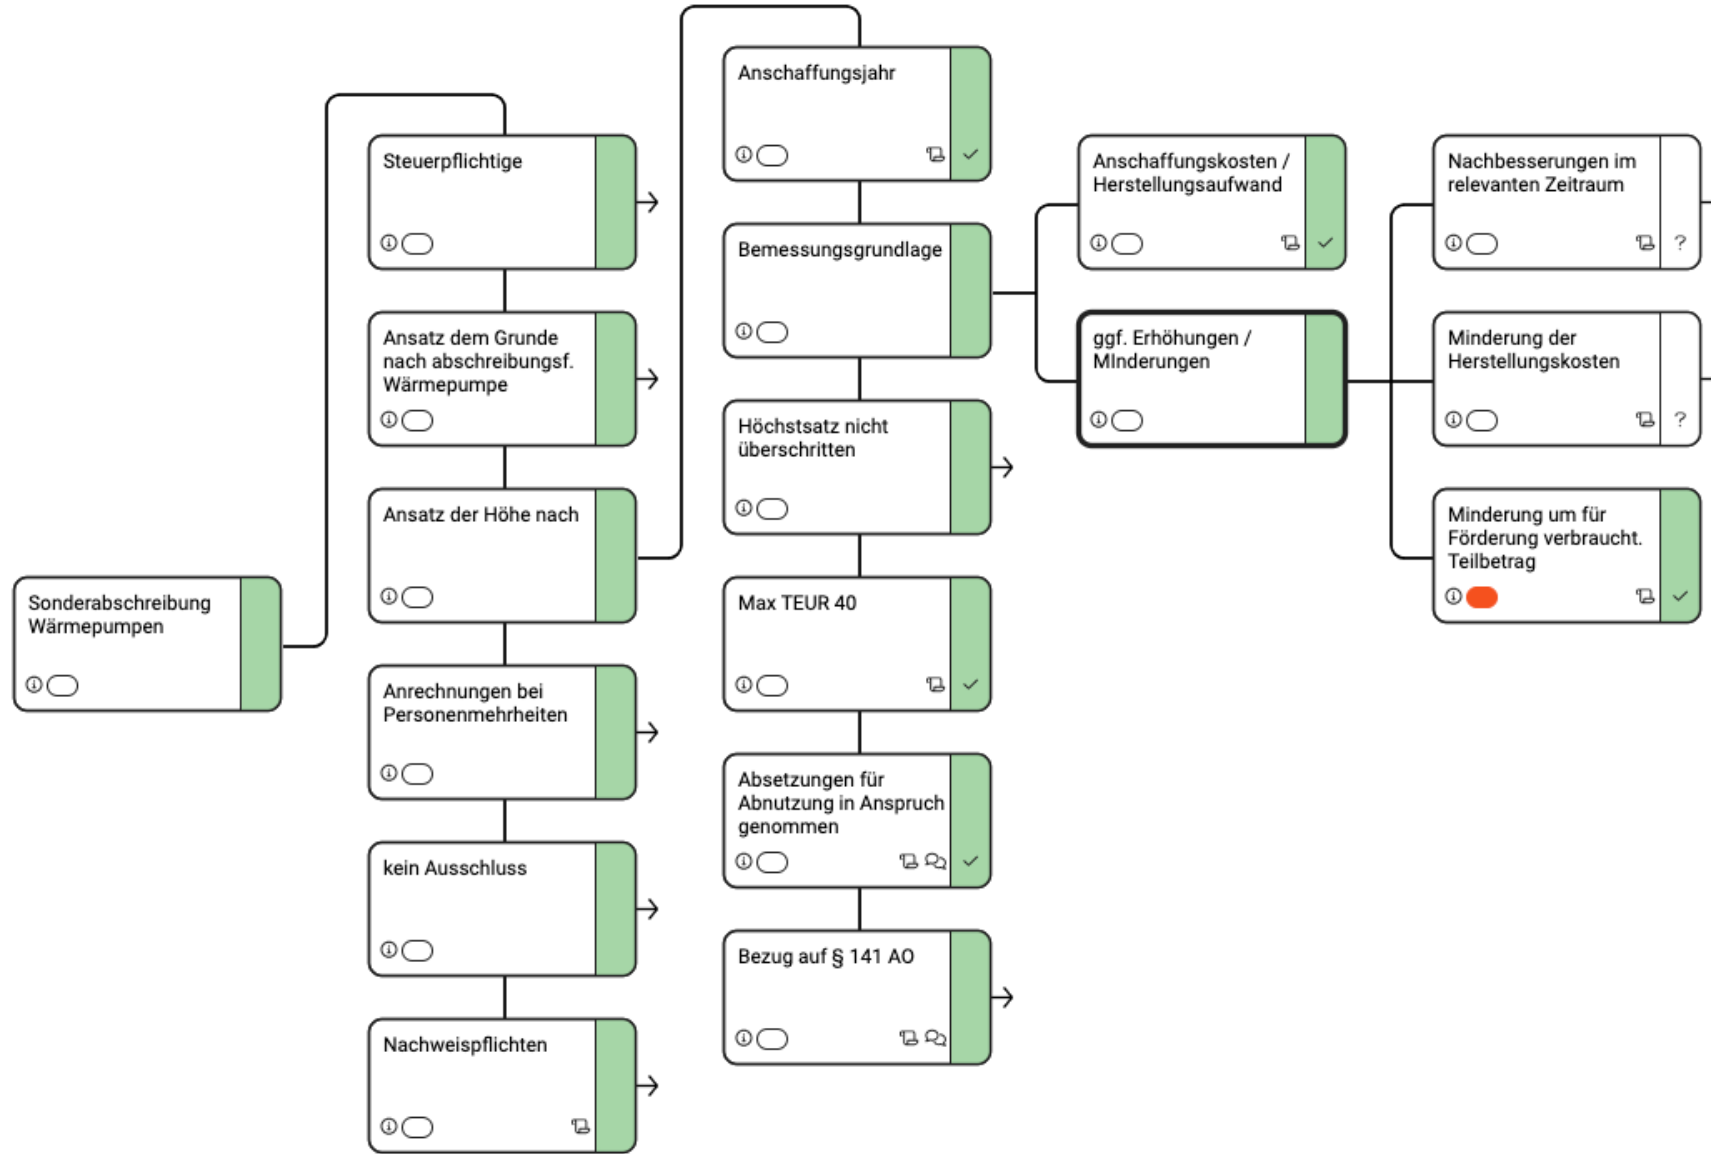 Sonderabschreibung
Wärmepumpen
Steuerpflichtige
Ansatz dem Grunde
nach abschreibungsf.
Wärmepumpe
Ansatz der Höhe nach
Anrechnungen bei
Personenmehrheiten
kein Ausschluss
Nachweispflichten
Anschaffungsjahr
Bemessungsgrundlage
Höchstsatz nicht
überschritten
Max TEUR 40
Absetzungen für
Abnutzung in Anspruch
genommen
Bezug auf § 141 AO
Anschaffungskosten /
Herstellungsaufwand
ggf. Erhöhungen /
MInderungen
Nachbesserungen im
relevanten Zeitraum
?
Minderung der
Herstellungskosten
?
Minderung um für
Förderung verbraucht.
Teilbetrag